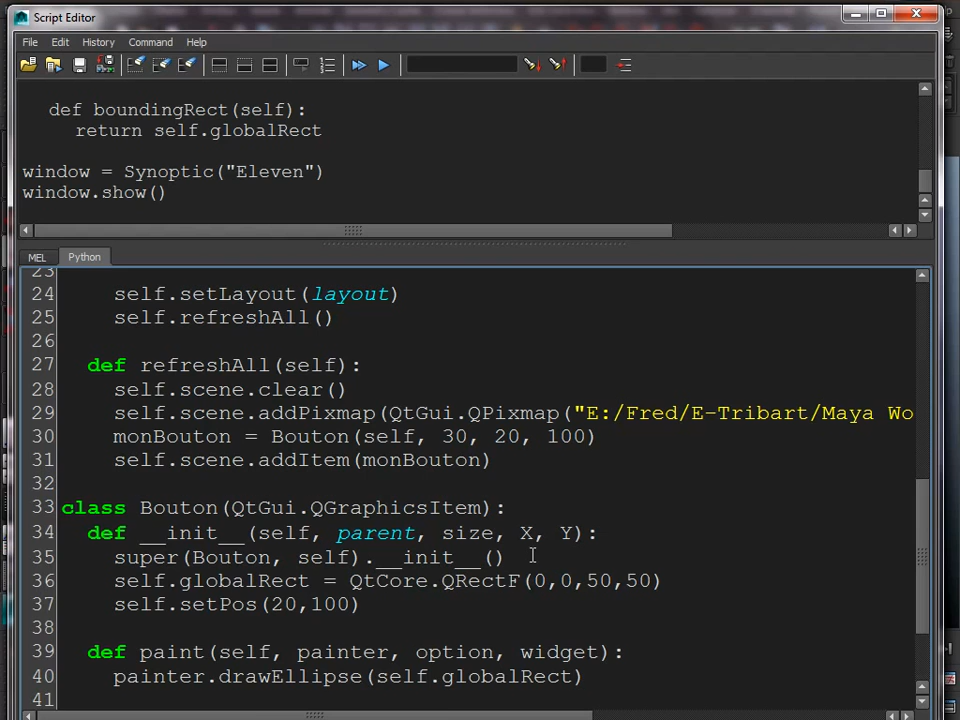 Script Editor
File Edit History Command Help
def boundingRect(self):
return self.globalRect
window = Synoptic("Eleven")
window.show()
MEL Python
23
24 self.setLayout(layout)
25 self.refreshAll()
26
27 def refreshAll(self):
28 self.scene.clear()
29 self.scene.addPixmap(QtGui.QPixmap("E:/Fred/E-Tribart/Maya Wo
30 monBouton = Bouton(self, 30, 20, 100)
31 self.scene.addItem(monBouton)
32
33 class Bouton(QtGui.QGraphicsItem):
34 def __init__(self, parent, size, X, Y):
35 super(Bouton, self).__init__()
36 self.globalRect = QtCore.QRectF(0,0,50,50)
37 self.setPos(20,100)
38
39 def paint(self, painter, option, widget):
40 painter.drawEllipse(self.globalRect)
41